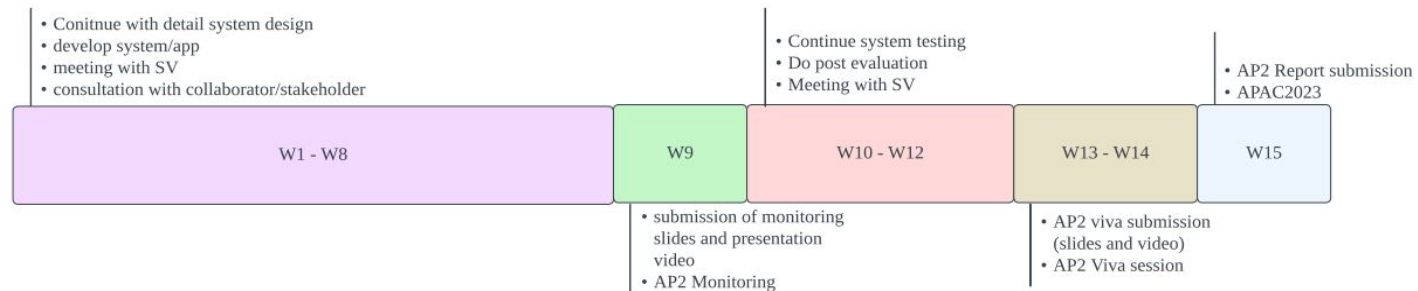 • Conitnue with detail system design
• develop system/app
• meeting with SV
• consultation with collaborator/stakeholder
• Continue system testing
• Do post evaluation
• Meeting with SV
• AP2 Report submission
• APAC2023
W1 - W8
W9
W10 - W12
W13 - W14
W15
• submission of monitoring
slides and presentation
video
• AP2 Monitoring
• AP2 viva submission
(slides and video)
• AP2 Viva session